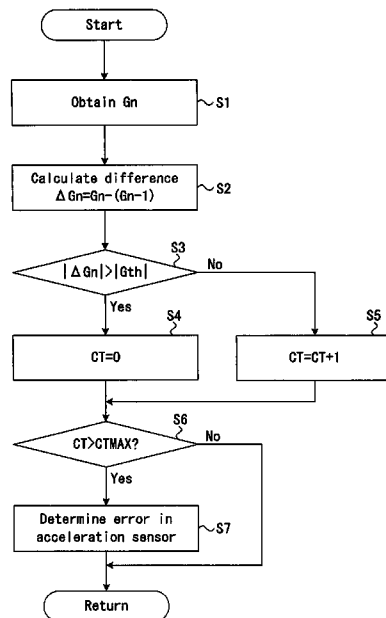 Start
Obtain Gn
S1
Calculate difference
ΔGn=Gn-(Gn-1)
S2
S3
|ΔGn|>|Gth|
No
Yes
S4
S5
CT=0
CT=CT+1
S6
CT>CTMAX?
No
Yes
Determine error in
acceleration sensor
S7
Return